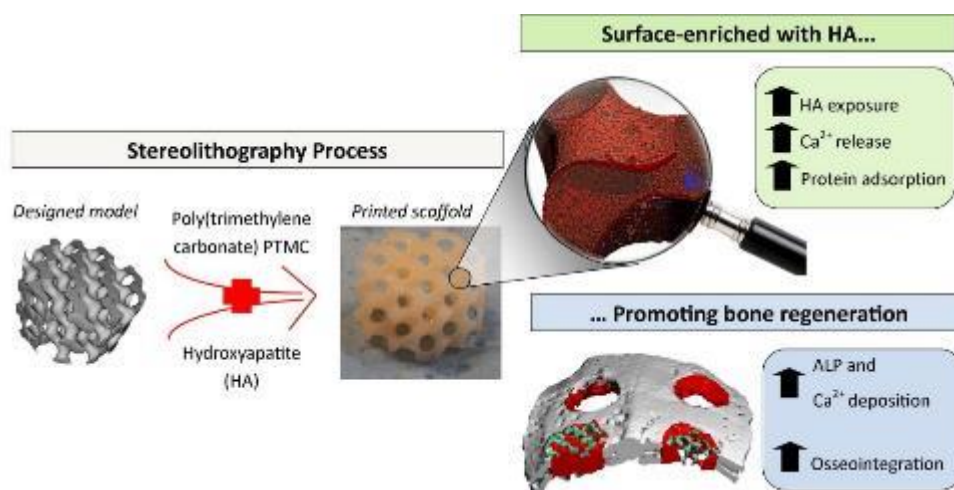 Stereolithography Process
Designed model
Poly(trimethylene
carbonate) PTMC
Hydroxyapatite
(HA)
Printed scaffold
Surface-enriched with HA...
HA exposure
Ca²⁺ release
Protein adsorption
... Promoting bone regeneration
ALP and
Ca²⁺ deposition
Osseointegration